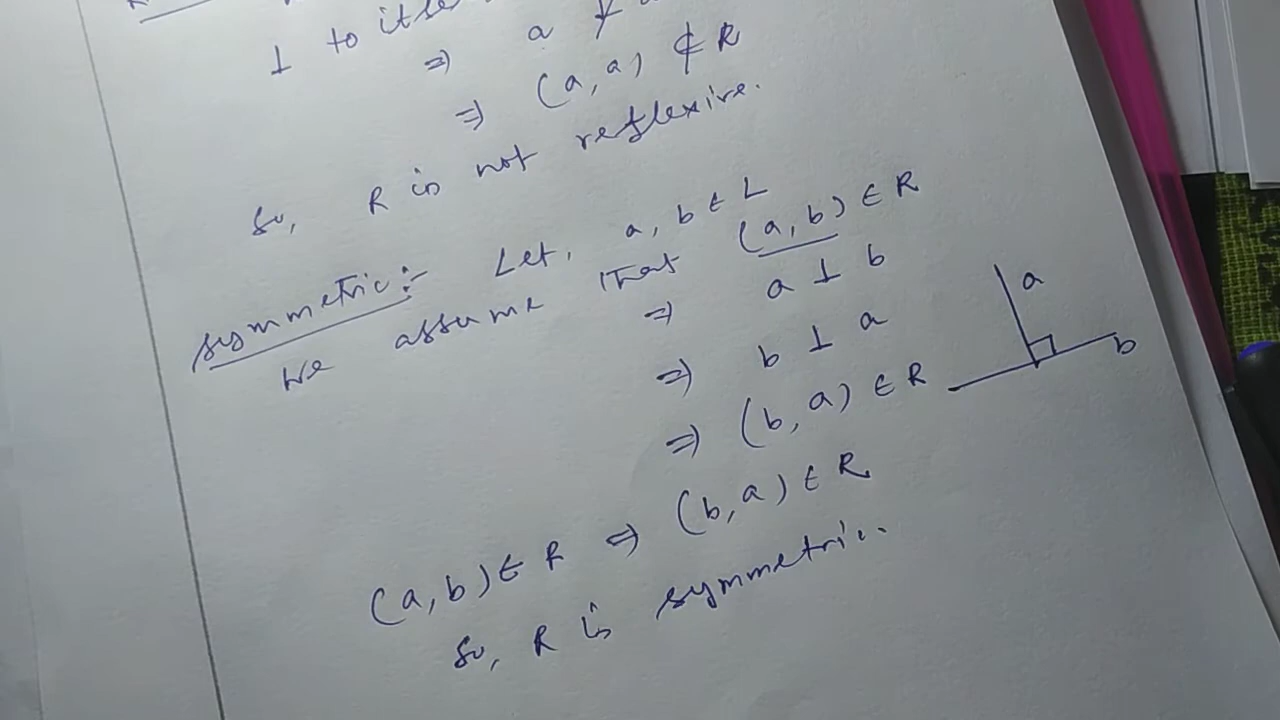 ⊥ to itse
⇒ a ⊥̸
⇒ (a, a) ∉ R
So, R is not reflexive.
Symmetric:- Let, a, b ∈ L
We assume that (a, b) ∈ R
⇒ a ⊥ b
⇒ b ⊥ a
⇒ (b, a) ∈ R
(a, b) ∈ R ⇒ (b, a) ∈ R
So, R is symmetric.
a
b